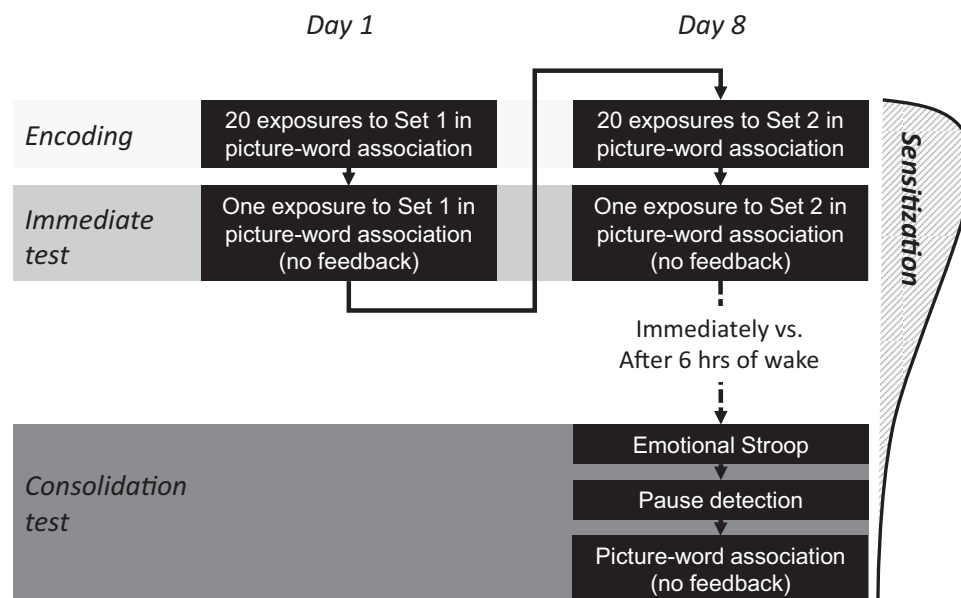 Day 1
Day 8
Encoding
20 exposures to Set 1 in
picture-word association
20 exposures to Set 2 in
picture-word association
Immediate
test
One exposure to Set 1 in
picture-word association
(no feedback)
One exposure to Set 2 in
picture-word association
(no feedback)
Sensitization
Immediately vs.
After 6 hrs of wake
Consolidation
test
Emotional Stroop
Pause detection
Picture-word association
(no feedback)